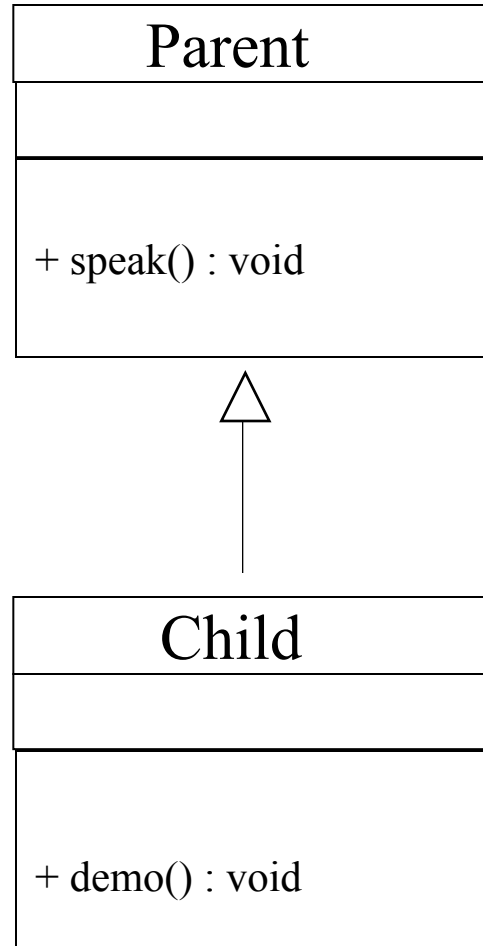 Parent
+ speak() : void
Child
+ demo() : void